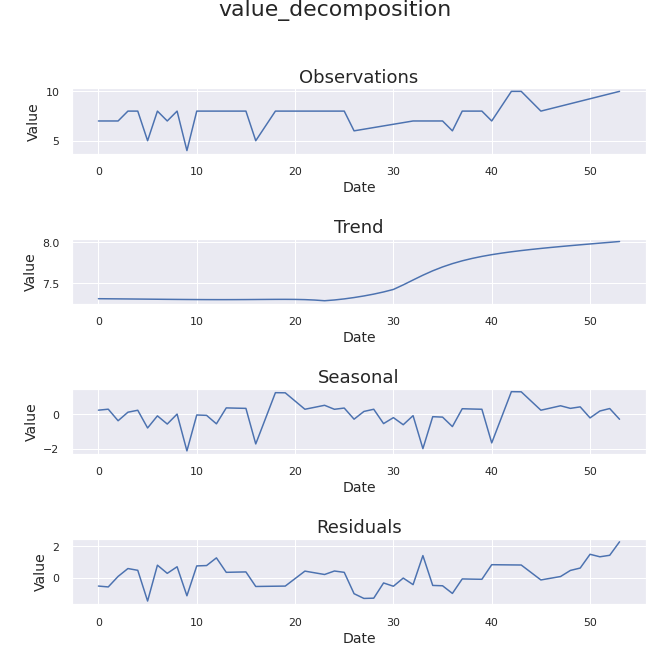 value_decomposition
Observations
10
5
Value
0 10 20 30 40 50
Date
Trend
8.0
7.5
Value
0 10 20 30 40 50
Date
Seasonal
0
−2
Value
0 10 20 30 40 50
Date
Residuals
2
0
Value
0 10 20 30 40 50
Date